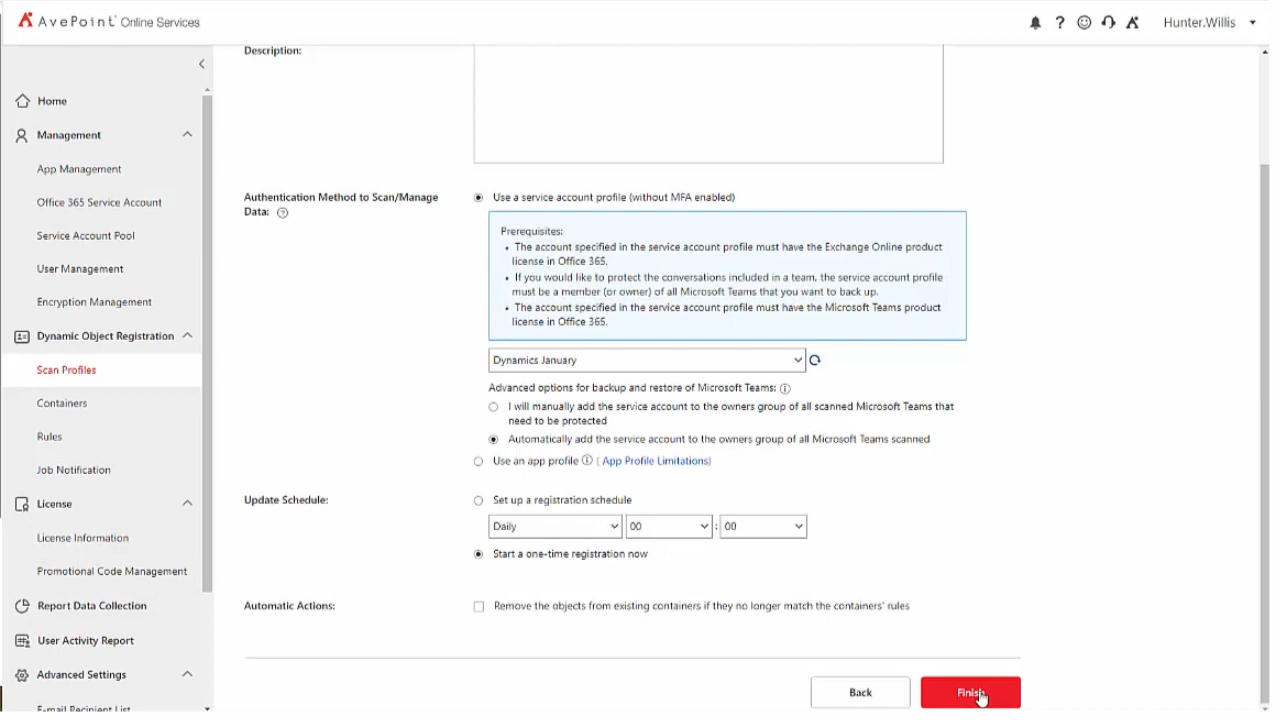 AvePoint Online Services
Hunter.Willis
Home
Management
App Management
Office 365 Service Account
Service Account Pool
User Management
Encryption Management
Dynamic Object Registration
Scan Profiles
Containers
Rules
Job Notification
License
License Information
Promotional Code Management
Report Data Collection
User Activity Report
Advanced Settings
E-mail Recipient List
Description:
Authentication Method to Scan/Manage
Data:
Use a service account profile (without MFA enabled)
Prerequisites:
• The account specified in the service account profile must have the Exchange Online product
license in Office 365.
• If you would like to protect the conversations included in a team, the service account profile
must be a member (or owner) of all Microsoft Teams that you want to back up.
• The account specified in the service account profile must have the Microsoft Teams product
license in Office 365.
Dynamics January
Advanced options for backup and restore of Microsoft Teams:
I will manually add the service account to the owners group of all scanned Microsoft Teams that
need to be protected
Automatically add the service account to the owners group of all Microsoft Teams scanned
Use an app profile ( App Profile Limitations)
Update Schedule:
Set up a registration schedule
Daily 00 : 00
Start a one-time registration now
Automatic Actions:
Remove the objects from existing containers if they no longer match the containers' rules
Back
Finish